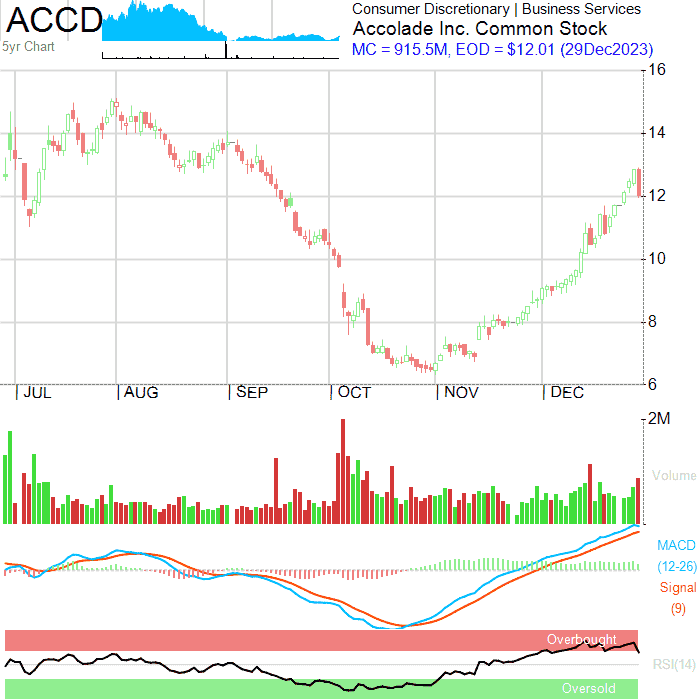 ACCD
5yr Chart
Consumer Discretionary | Business Services
Accolade Inc. Common Stock
MC = 915.5M, EOD = $12.01 (29Dec2023)
16
14
12
10
8
6
JUL AUG SEP OCT NOV DEC
2M
Volume
MACD
(12-26)
Signal
(9)
Overbought
RSI(14)
Oversold